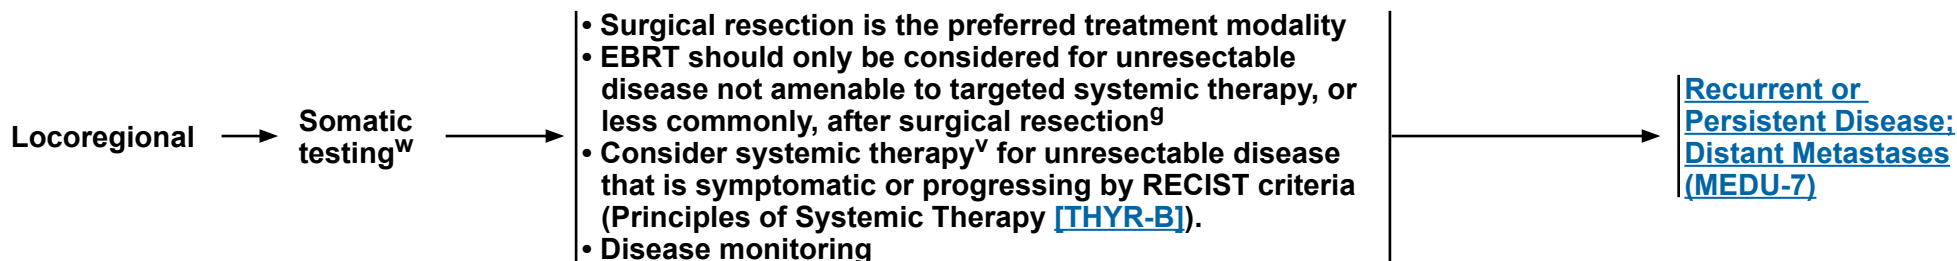 Locoregional
Somatic
testingʷ
• Surgical resection is the preferred treatment modality
• EBRT should only be considered for unresectable
disease not amenable to targeted systemic therapy, or
less commonly, after surgical resectionᵍ
• Consider systemic therapyᵛ for unresectable disease
that is symptomatic or progressing by RECIST criteria
(Principles of Systemic Therapy [THYR-B]).
• Disease monitoring
Recurrent or
Persistent Disease;
Distant Metastases
(MEDU-7)